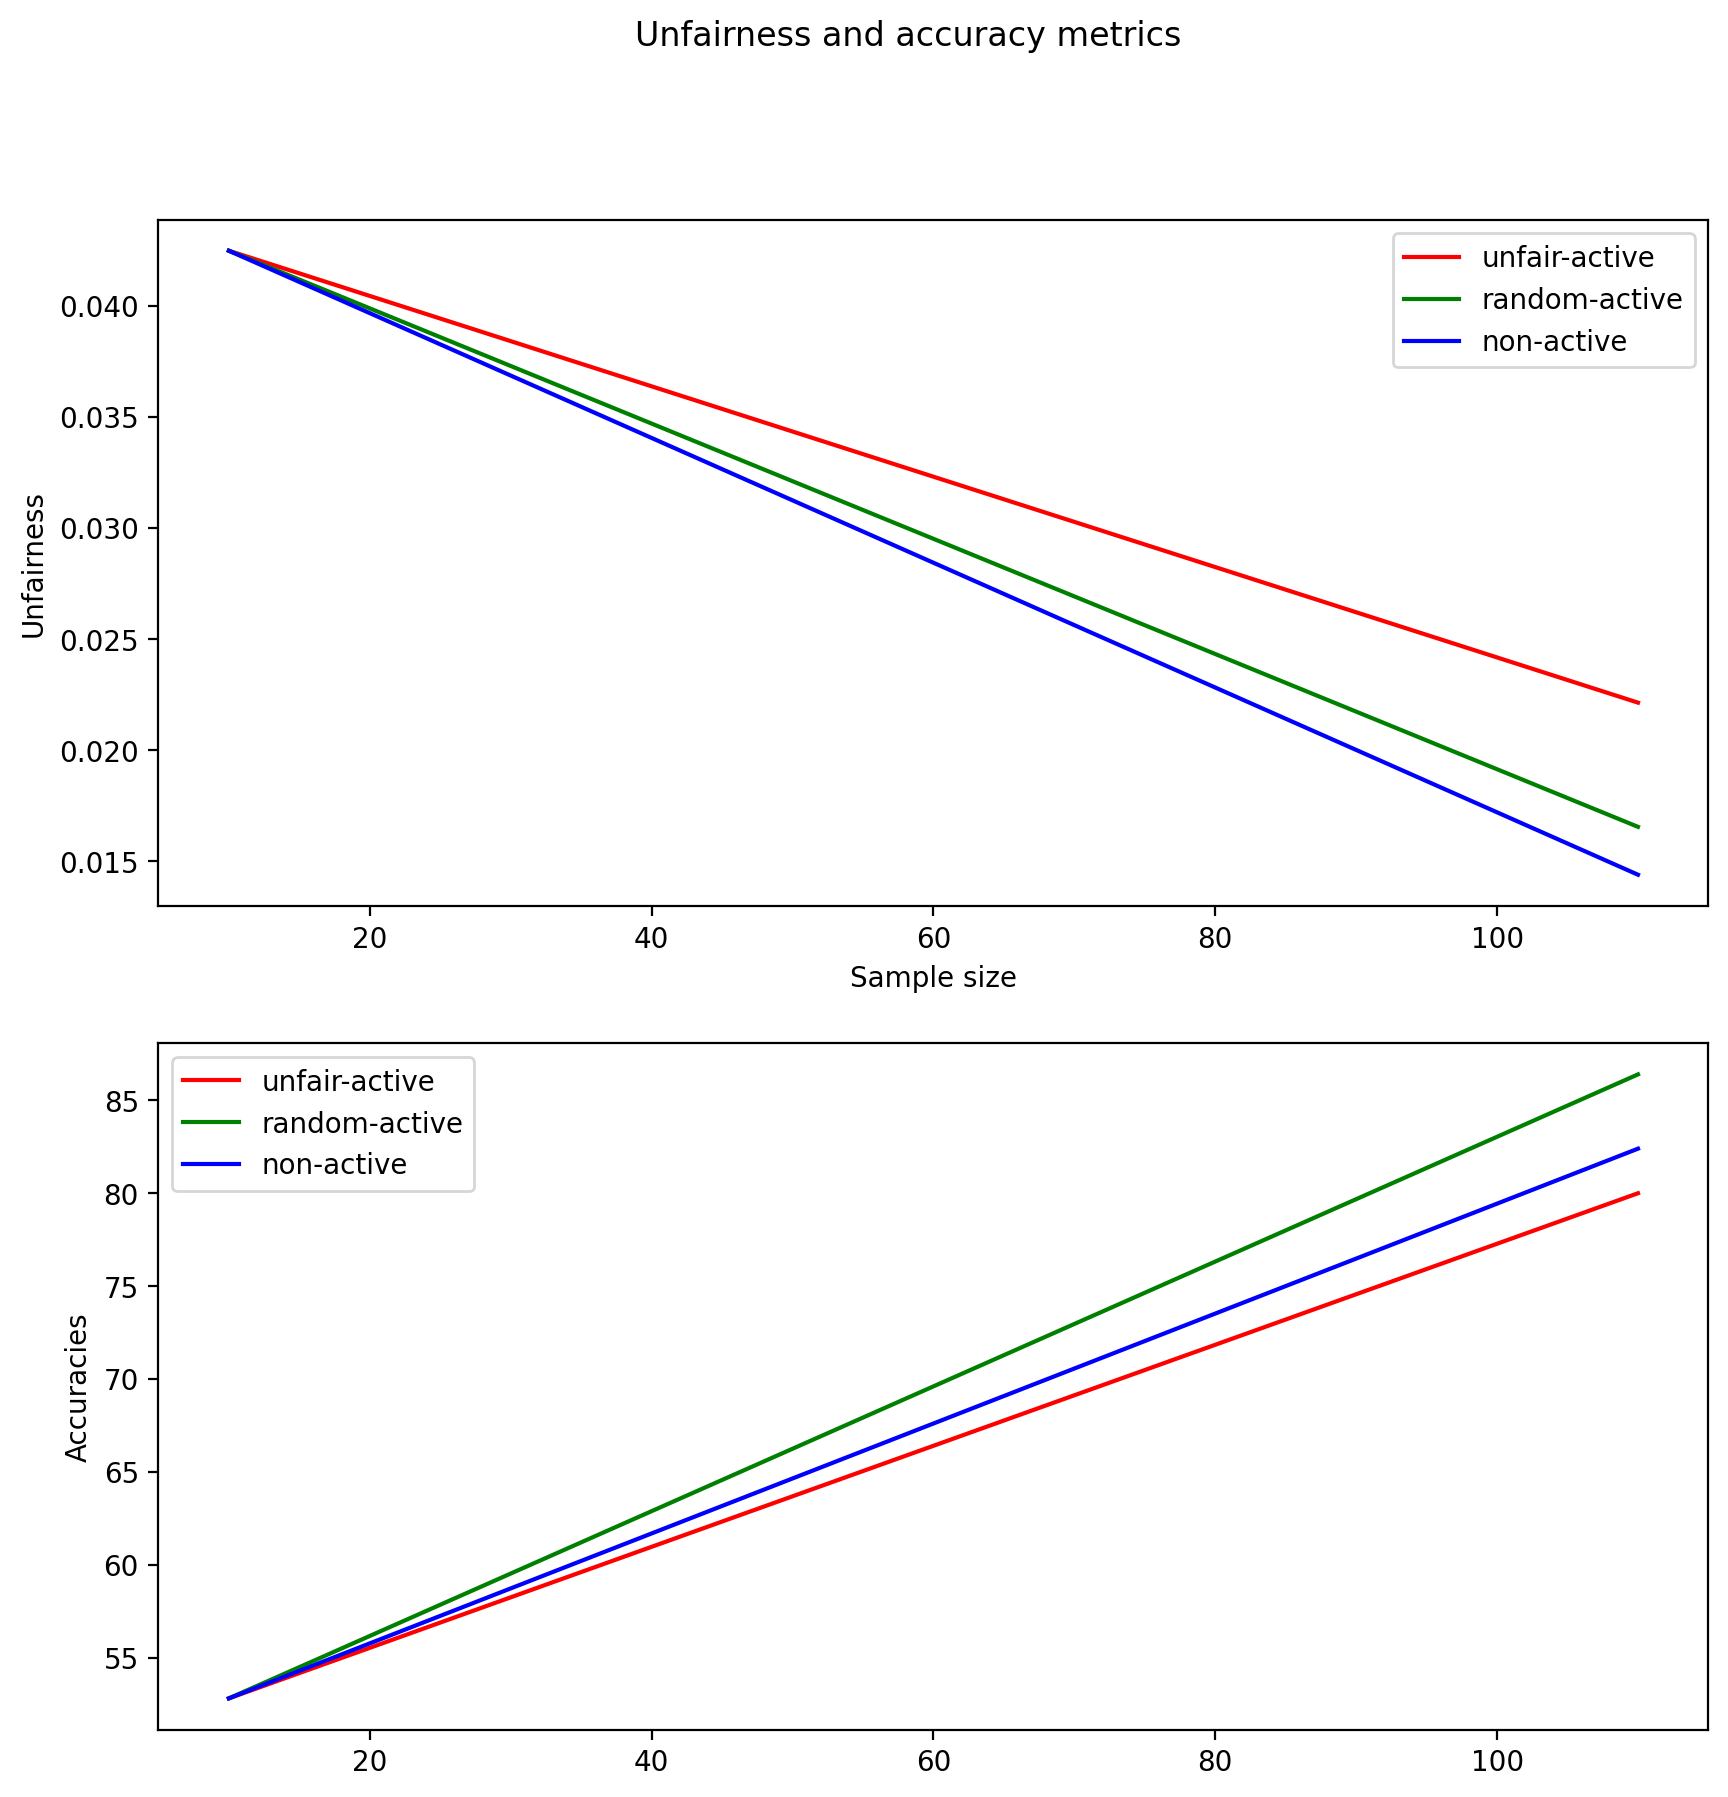 Unfairness and accuracy metrics
unfair-active
random-active
non-active
0.040
0.035
0.030
0.025
0.020
0.015
Unfairness
20 40 60 80 100
Sample size
unfair-active
random-active
non-active
85
80
75
70
65
60
55
Accuracies
20 40 60 80 100